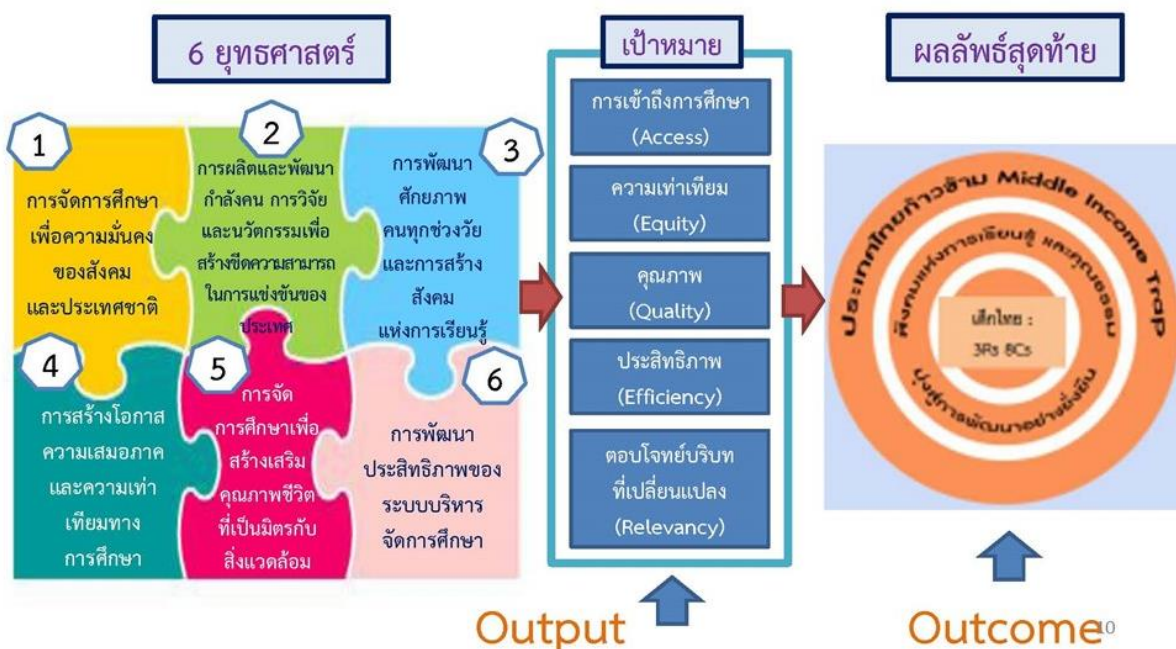 6 ยุทธศาสตร์
1
การจัดการศึกษา
เพื่อความมั่นคง
ของสังคม
และประเทศชาติ
2
การผลิตและพัฒนา
กำลังคน การวิจัย
และนวัตกรรมเพื่อ
สร้างขีดความสามารถ
ในการแข่งขันของ
ประเทศ
3
การพัฒนา
ศักยภาพ
คนทุกช่วงวัย
และการสร้าง
สังคม
แห่งการเรียนรู้
4
การสร้างโอกาส
ความเสมอภาค
และความเท่า
เทียมทาง
การศึกษา
5
การจัด
การศึกษาเพื่อ
สร้างเสริม
คุณภาพชีวิต
ที่เป็นมิตรกับ
สิ่งแวดล้อม
6
การพัฒนา
ประสิทธิภาพของ
ระบบบริหาร
จัดการศึกษา
เป้าหมาย
การเข้าถึงการศึกษา
(Access)
ความเท่าเทียม
(Equity)
คุณภาพ
(Quality)
ประสิทธิภาพ
(Efficiency)
ตอบโจทย์บริบท
ที่เปลี่ยนแปลง
(Relevancy)
Output
ผลลัพธ์สุดท้าย
ประเทศไทยก้าวข้าม Middle Income Trap
สังคมแห่งการเรียนรู้ และคุณธรรม
เด็กไทย :
3Rs 8Cs
มุ่งสู่การพัฒนาอย่างยั่งยืน
Outcome
10